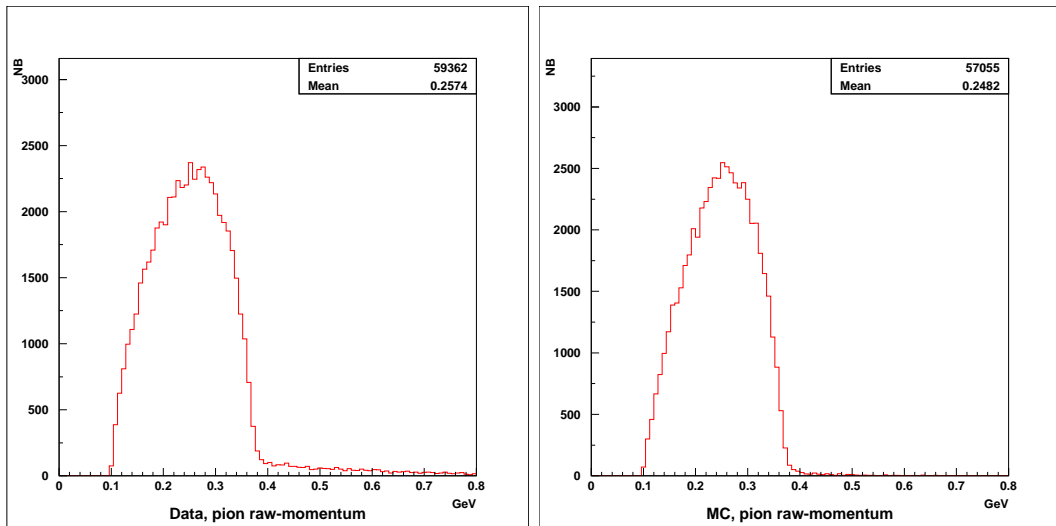 NB
Entries 59362
Mean 0.2574
3000
2500
2000
1500
1000
500
0
0 0.1 0.2 0.3 0.4 0.5 0.6 0.7 0.8
GeV
Data, pion raw-momentum
NB
Entries 57055
Mean 0.2482
3000
2500
2000
1500
1000
500
0
0 0.1 0.2 0.3 0.4 0.5 0.6 0.7 0.8
GeV
MC, pion raw-momentum